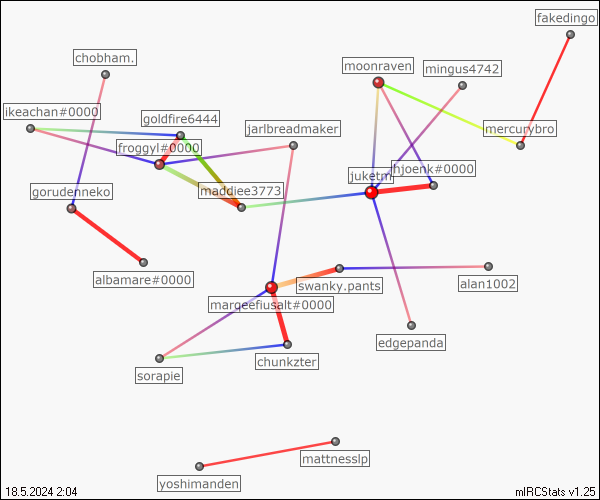 fakedingo
chobham.
moonraven
mingus4742
ikeachan#0000
goldfire6444
jarlbreadmaker
mercurybro
froggyl#0000
hjoenk#0000
juketm
gorudenneko
maddiee3773
albamare#0000
swanky.pants
alan1002
margeefiusalt#0000
edgepanda
chunkzter
sorapie
mattnesslp
yoshimanden
18.5.2024 2:04
mIRCStats v1.25